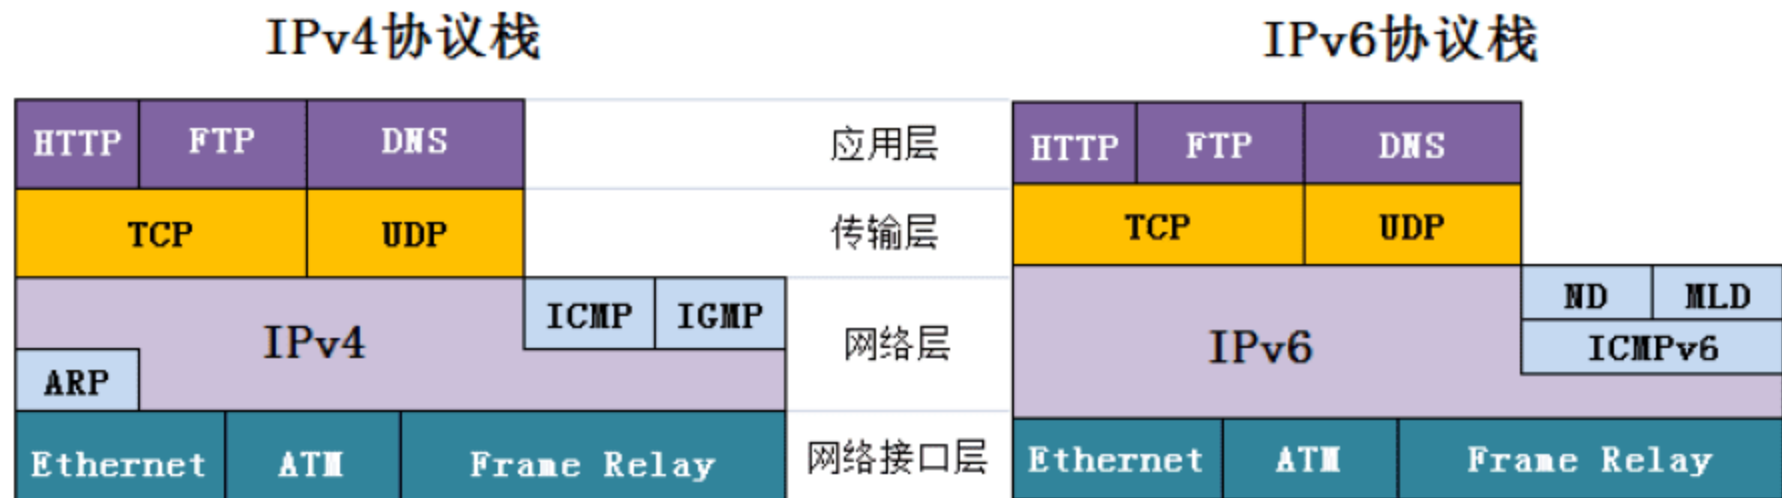 IPv4协议栈
IPv6协议栈
HTTP FTP DNS
应用层
HTTP FTP DNS
TCP UDP
传输层
TCP UDP
IPv4
ICMP IGMP
ARP
网络层
IPv6
ND MLD
ICMPv6
Ethernet ATM Frame Relay
网络接口层
Ethernet ATM Frame Relay